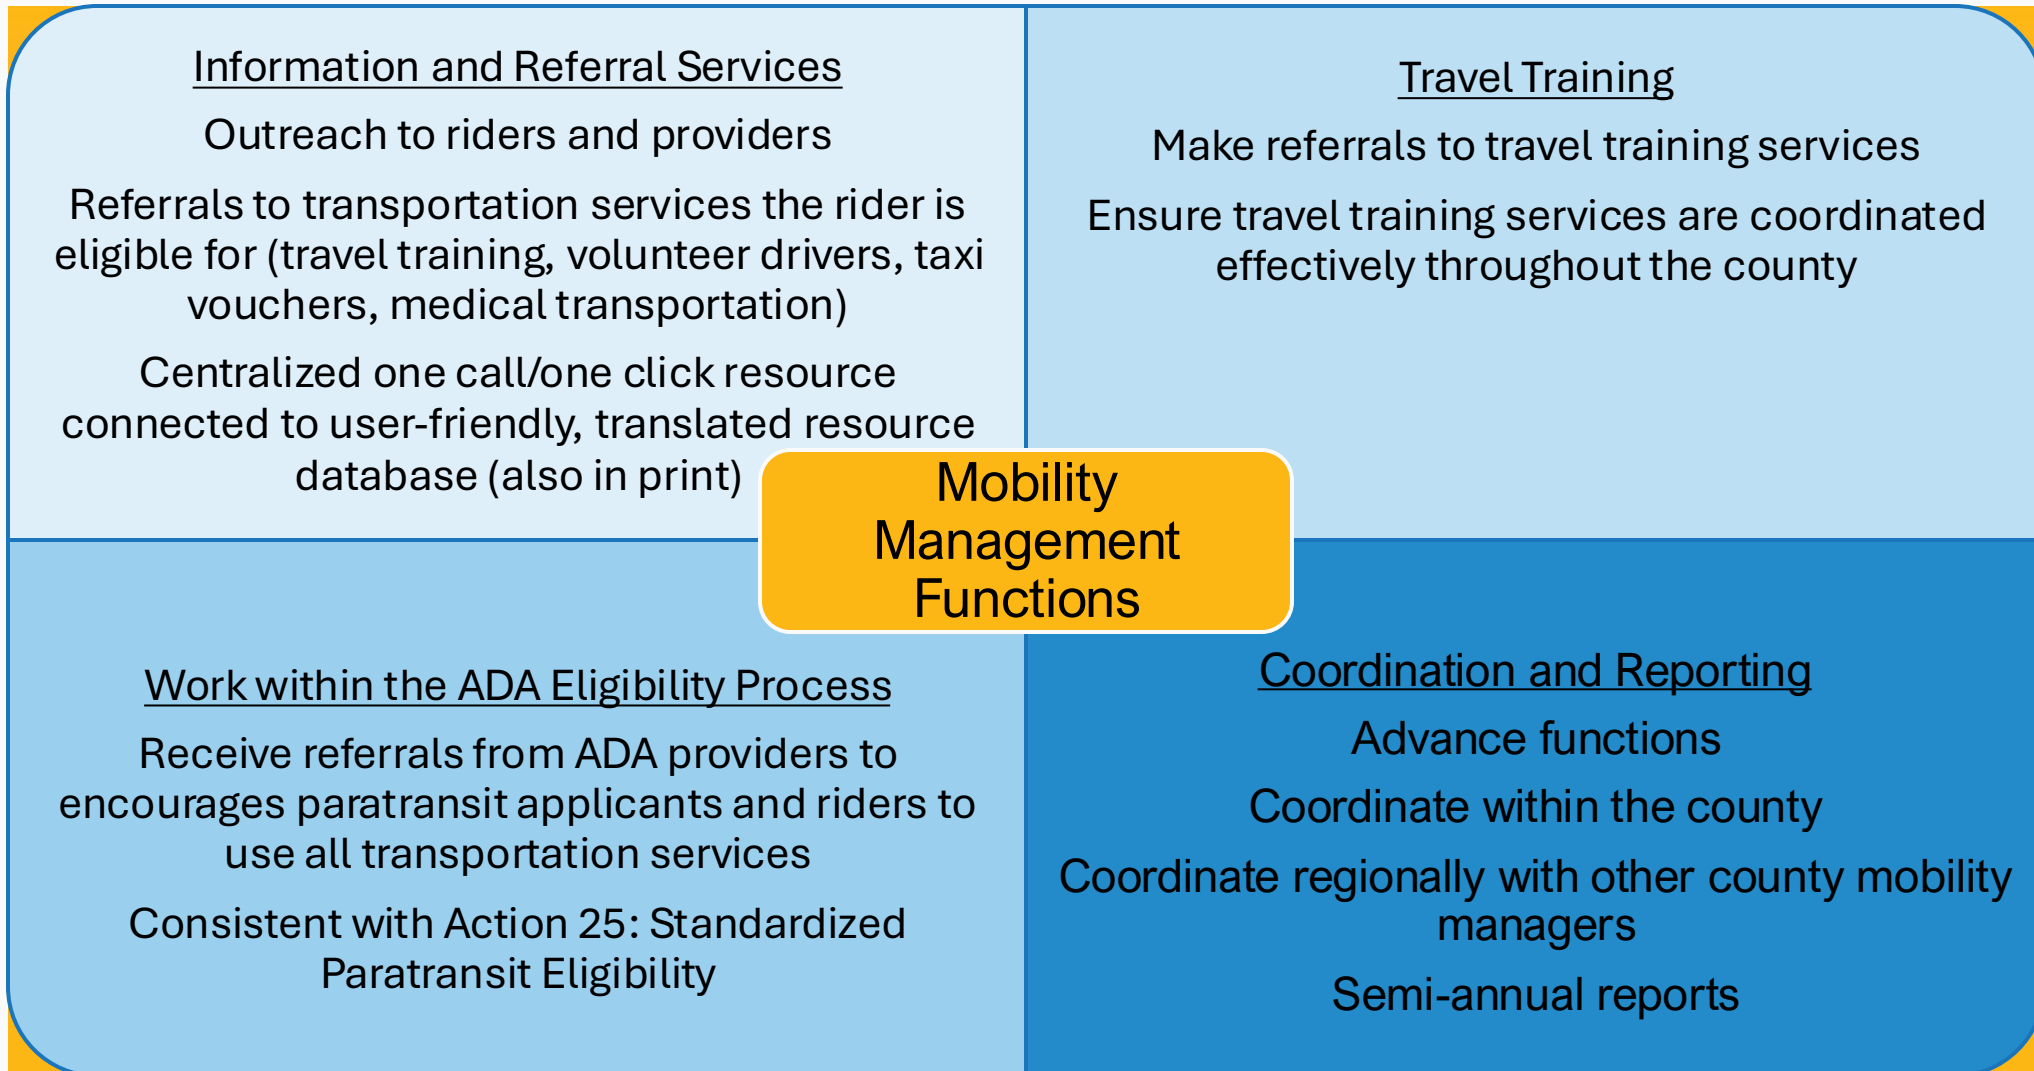 Information and Referral Services
Outreach to riders and providers
Referrals to transportation services the rider is
eligible for (travel training, volunteer drivers, taxi
vouchers, medical transportation)
Centralized one call/one click resource
connected to user-friendly, translated resource
database (also in print)
Travel Training
Make referrals to travel training services
Ensure travel training services are coordinated
effectively throughout the county
Mobility
Management
Functions
Work within the ADA Eligibility Process
Receive referrals from ADA providers to
encourages paratransit applicants and riders to
use all transportation services
Consistent with Action 25: Standardized
Paratransit Eligibility
Coordination and Reporting
Advance functions
Coordinate within the county
Coordinate regionally with other county mobility
managers
Semi-annual reports